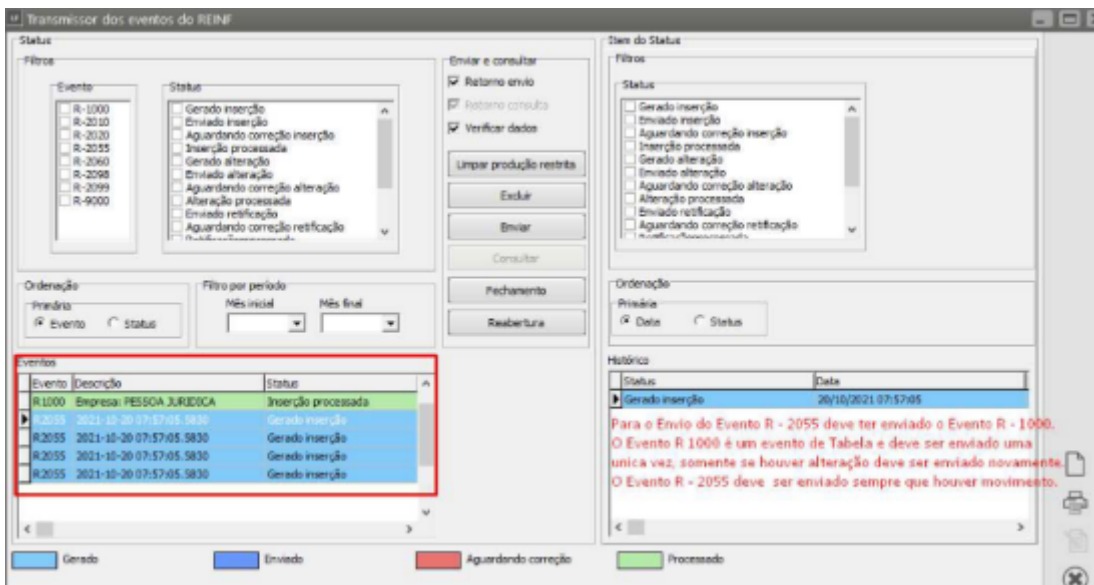 Transmissor dos eventos do REINF
Status
Filtros
Evento
R-1000
R-2010
R-2020
R-2055
R-2060
R-2098
R-2099
R-9000
Status
Gerado inserção
Enviado inserção
Aguardando correção inserção
Inserção processada
Gerado alteração
Enviado alteração
Aguardando correção alteração
Alteração processada
Enviado retificação
Aguardando correção retificação
Enviar e consultar
Retorno envio
Retorno consulta
Verificar dados
Limpar produção restrita
Excluir
Enviar
Consultar
Fechamento
Reabertura
Ordenação
Primária
Evento Status
Filtro por período
Mês inicial Mês final
Eventos
Evento Descrição Status
R1000 Empresa: PESSOA JURIDICA Inserção processada
R2055 2021-10-20 07:57:05.5830 Gerado inserção
R2055 2021-10-20 07:57:05.5830 Gerado inserção
R2055 2021-10-20 07:57:05.5830 Gerado inserção
R2055 2021-10-20 07:57:05.5830 Gerado inserção
Item do Status
Filtros
Status
Gerado inserção
Enviado inserção
Aguardando correção inserção
Inserção processada
Gerado alteração
Enviado alteração
Aguardando correção alteração
Alteração processada
Enviado retificação
Aguardando correção retificação
Ordenação
Primária
Data Status
Histórico
Status Data
Gerado inserção 20/10/2021 07:57:05
Para o Envio do Evento R - 2055 deve ter enviado o Evento R - 1000.
O Evento R 1000 é um evento de Tabela e deve ser enviado uma
unica vez, somente se houver alteração deve ser enviado novamente.
O Evento R - 2055 deve ser enviado sempre que houver movimento.
Gerado Enviado Aguardando correção Processado